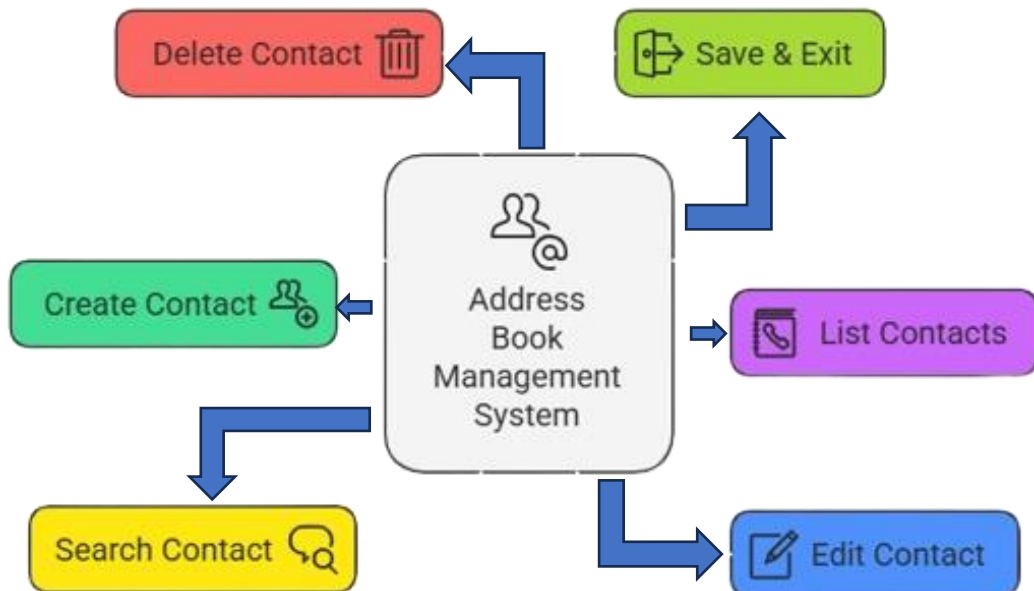 Delete Contact
Save & Exit
Address
Book
Management
System
Create Contact
List Contacts
Search Contact
Edit Contact